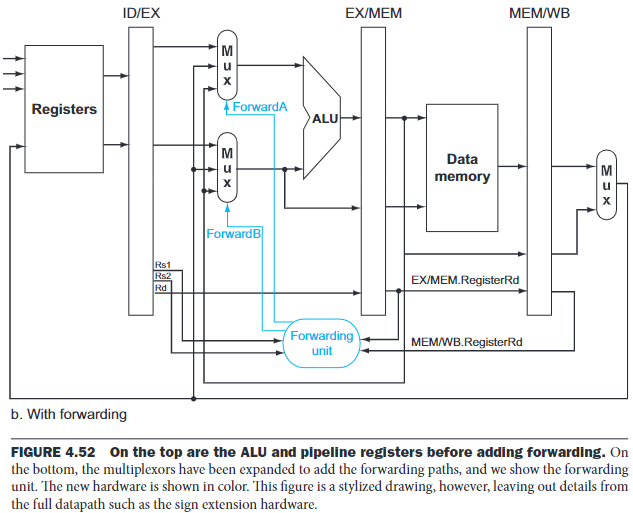 ID/EX
EX/MEM
MEM/WB
Registers
M
u
x
ForwardA
ALU
M
u
x
ForwardB
Data
memory
M
u
x
Rs1
Rs2
Rd
EX/MEM.RegisterRd
Forwarding
unit
MEM/WB.RegisterRd
b. With forwarding
FIGURE 4.52 On the top are the ALU and pipeline registers before adding forwarding. On
the bottom, the multiplexors have been expanded to add the forwarding paths, and we show the forwarding
unit. The new hardware is shown in color. This figure is a stylized drawing, however, leaving out details from
the full datapath such as the sign extension hardware.